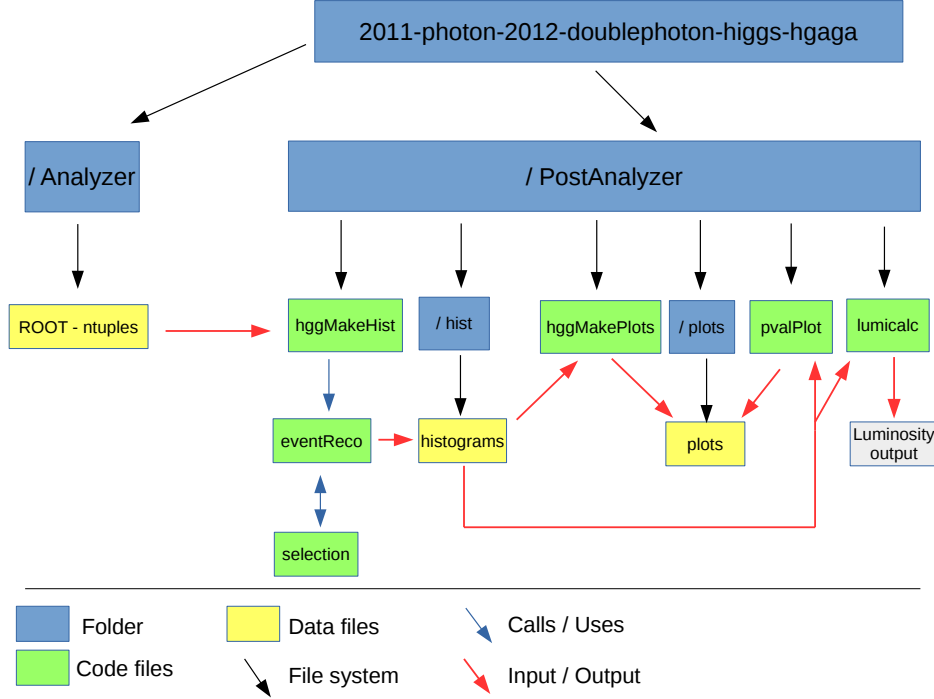 2011-photon-2012-doublephoton-higgs-hgaga
/ Analyzer
/ PostAnalyzer
ROOT - ntuples
hggMakeHist
/ hist
hggMakePlots
/ plots
pvalPlot
lumicalc
eventReco
histograms
plots
Luminosity
output
selection
Folder
Data files
Calls / Uses
Code files
File system
Input / Output